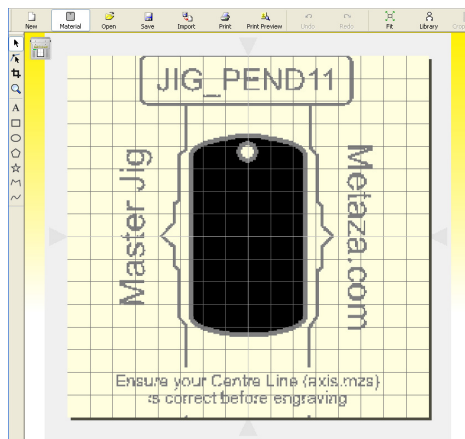 New Material Open Save Import Print Print Preview Undo Redo Fit Library Crop
JIG_PEND11
Master Jig
Metaza.com
Ensure your Centre Line (axis.mzs)
is correct before engraving